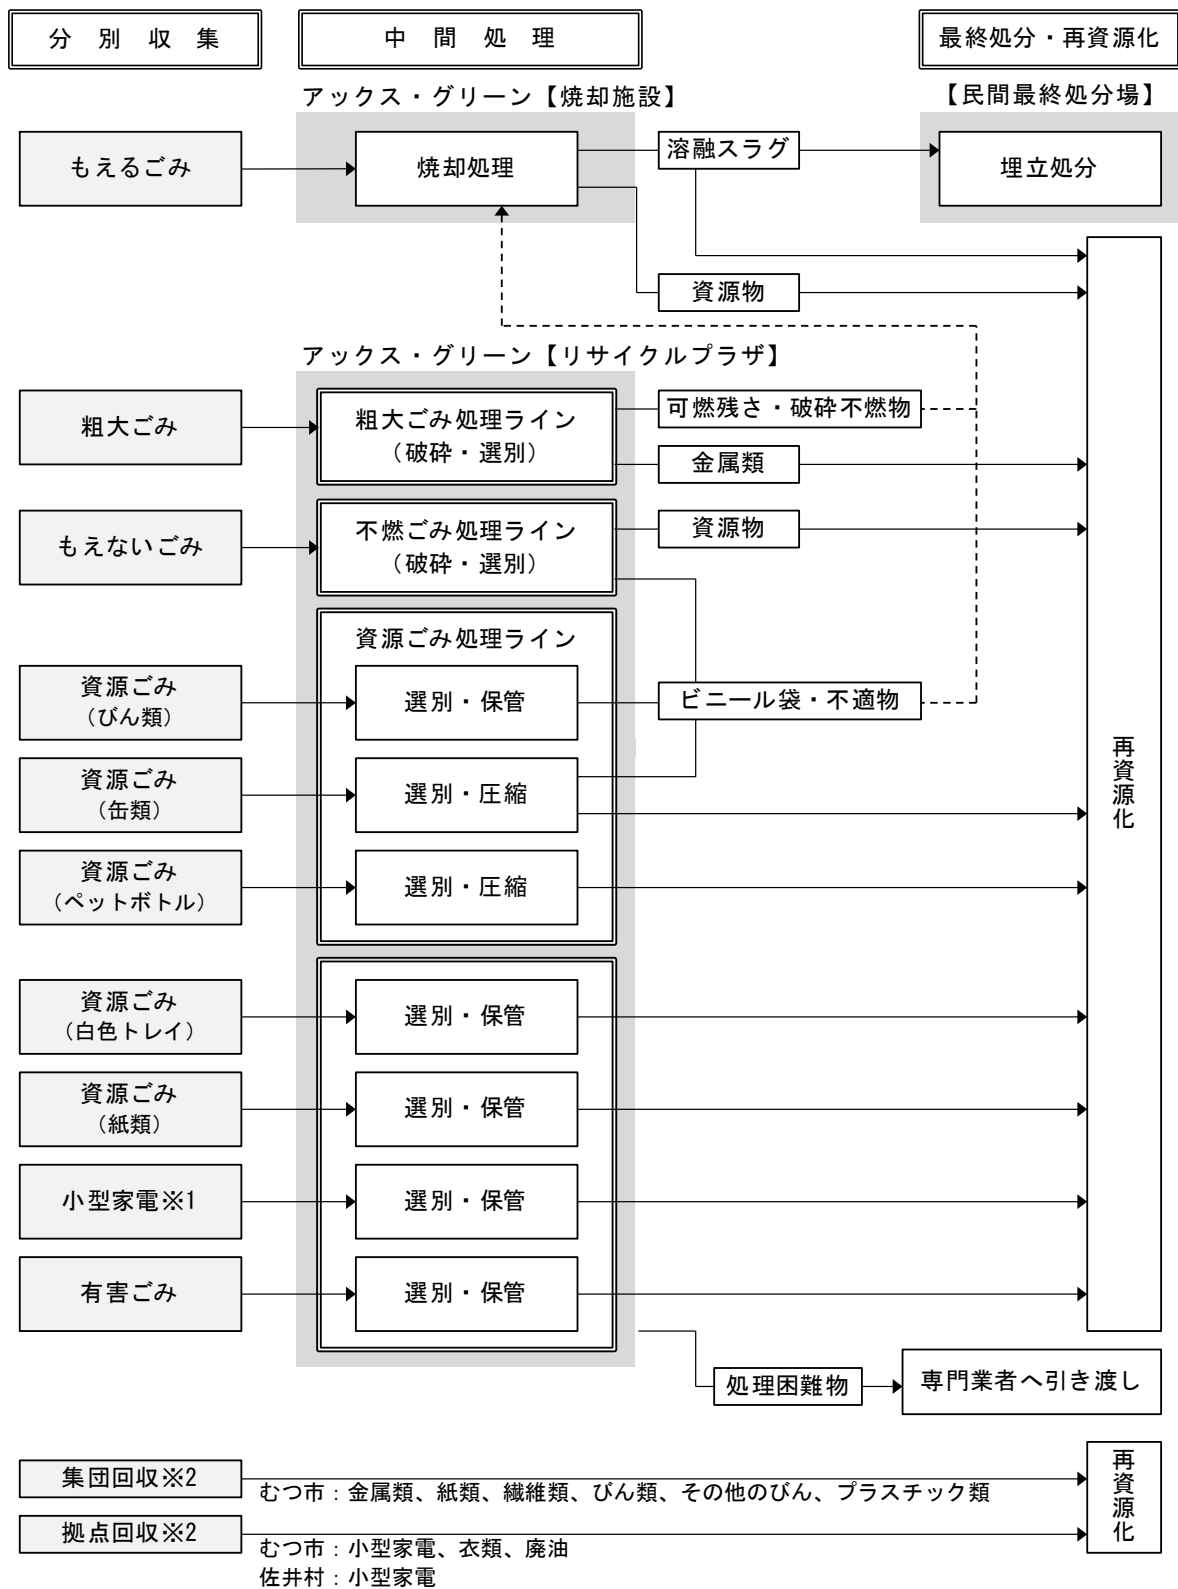 分別収集
中間処理
最終処分・再資源化
アックス・グリーン【焼却施設】
【民間最終処分場】
もえるごみ
焼却処理
溶融スラグ
埋立処分
資源物
アックス・グリーン【リサイクルプラザ】
粗大ごみ
粗大ごみ処理ライン
（破砕・選別）
可燃残さ・破砕不燃物
金属類
もえないごみ
不燃ごみ処理ライン
（破砕・選別）
資源物
資源ごみ処理ライン
資源ごみ
（びん類）
選別・保管
ビニール袋・不適物
資源ごみ
（缶類）
選別・圧縮
再資源化
資源ごみ
（ペットボトル）
選別・圧縮
資源ごみ
（白色トレイ）
選別・保管
資源ごみ
（紙類）
選別・保管
小型家電※1
選別・保管
有害ごみ
選別・保管
処理困難物
専門業者へ引き渡し
集団回収※2
むつ市：金属類、紙類、繊維類、びん類、その他のびん、プラスチック類
再資源化
拠点回収※2
むつ市：小型家電、衣類、廃油
佐井村：小型家電